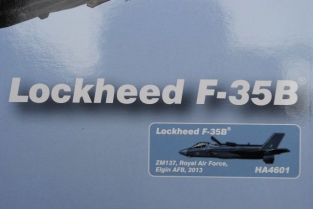 Lockheed F-35B
Lockheed F-35B®
ZM137, Royal Air Force,
Elgin AFB, 2013
HA4601